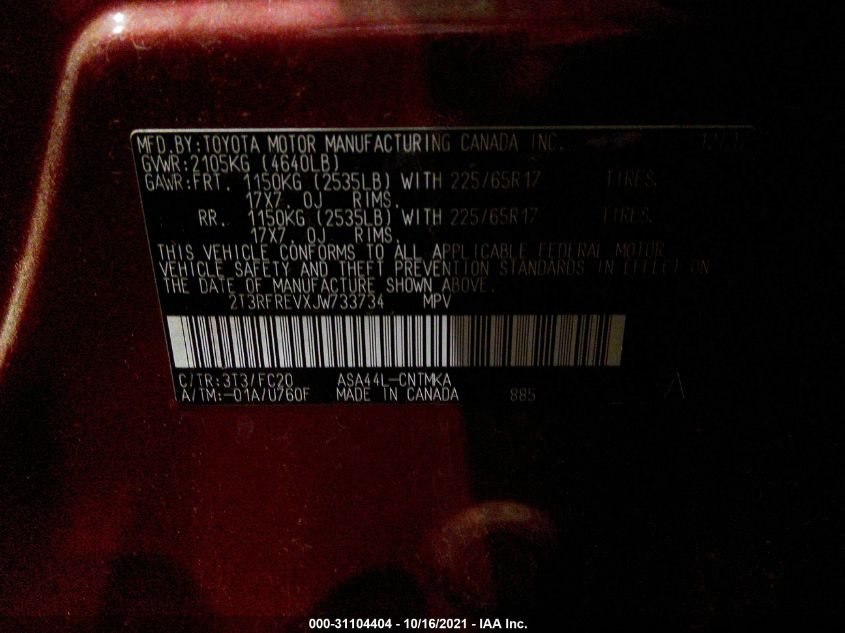 MFD.BY:TOYOTA MOTOR MANUFACTURING CANADA INC.
GVWR:2105KG (4640LB)
GAWR:FRT. 1150KG (2535LB) WITH 225/65R17 TIRES.
17X7. 0J RIMS.
RR. 1150KG (2535LB) WITH 225/65R17 TIRES.
17X7. 0J RIMS.
THIS VEHICLE CONFORMS TO ALL APPLICABLE FEDERAL MOTOR
VEHICLE SAFETY AND THEFT PREVENTION STANDARDS IN EFFECT ON
THE DATE OF MANUFACTURE SHOWN ABOVE.
2T3RFREVXJW733734 MPV
C/TR:3T3/FC20 ASA44L-CNTMKA
A/TM:-01A/U760F MADE IN CANADA 885
000-31104404 - 10/16/2021 - IAA Inc.